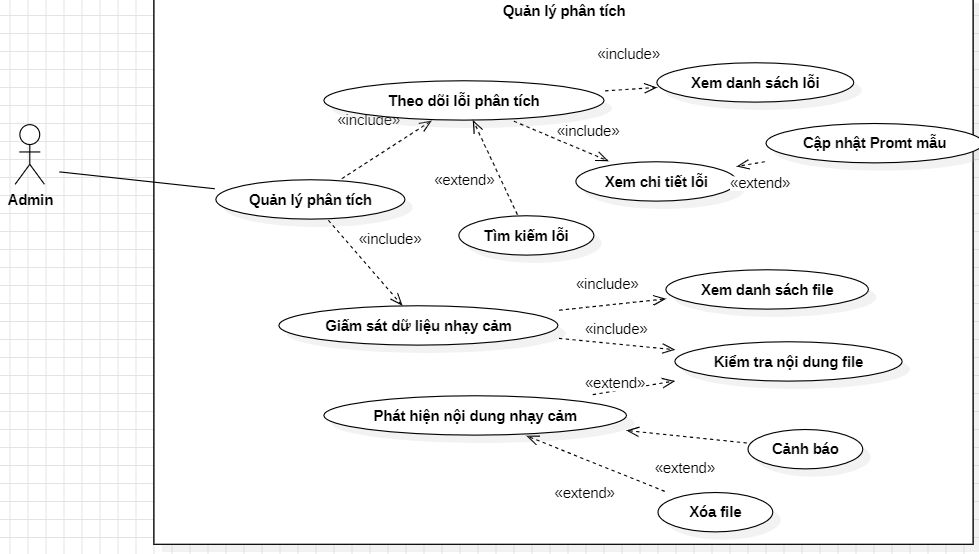 Quản lý phân tích
«include»
Xem danh sách lỗi
Theo dõi lỗi phân tích
«include»
«include»
Cập nhật Promt mẫu
«extend»
Xem chi tiết lỗi
«extend»
Admin
Quản lý phân tích
Tìm kiếm lỗi
«include»
«include»
Xem danh sách file
Giấm sát dữ liệu nhạy cảm
«include»
Kiểm tra nội dung file
«extend»
Phát hiện nội dung nhạy cảm
Cảnh báo
«extend»
«extend»
Xóa file